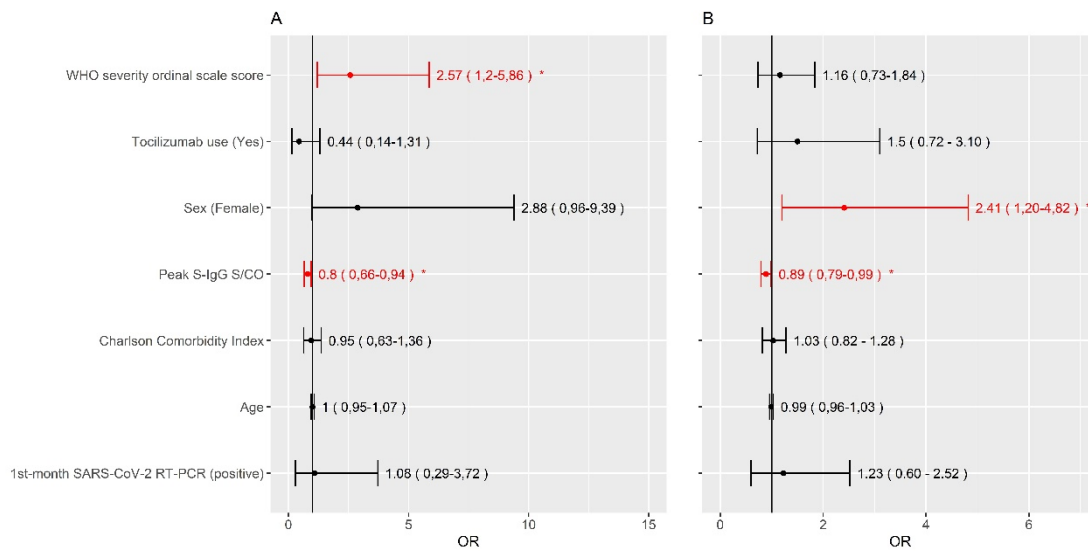 A
B
WHO severity ordinal scale score
2.57 ( 1,2-5,86 ) *
1.16 ( 0,73-1,84 )
Tocilizumab use (Yes)
0.44 ( 0,14-1,31 )
1.5 ( 0.72 - 3.10 )
Sex (Female)
2.88 ( 0,96-9,39 )
2.41 ( 1,20-4,82 ) *
Peak S-IgG S/CO
0.8 ( 0,66-0,94 ) *
0.89 ( 0,79-0,99 ) *
Charlson Comorbidity Index
0.95 ( 0,63-1,36 )
1.03 ( 0.82 - 1.28 )
Age
1 ( 0,95-1,07 )
0.99 ( 0,96-1,03 )
1st-month SARS-CoV-2 RT-PCR (positive)
1.08 ( 0,29-3,72 )
1.23 ( 0.60 - 2.52 )
0 5 10 15
0 2 4 6
OR
OR